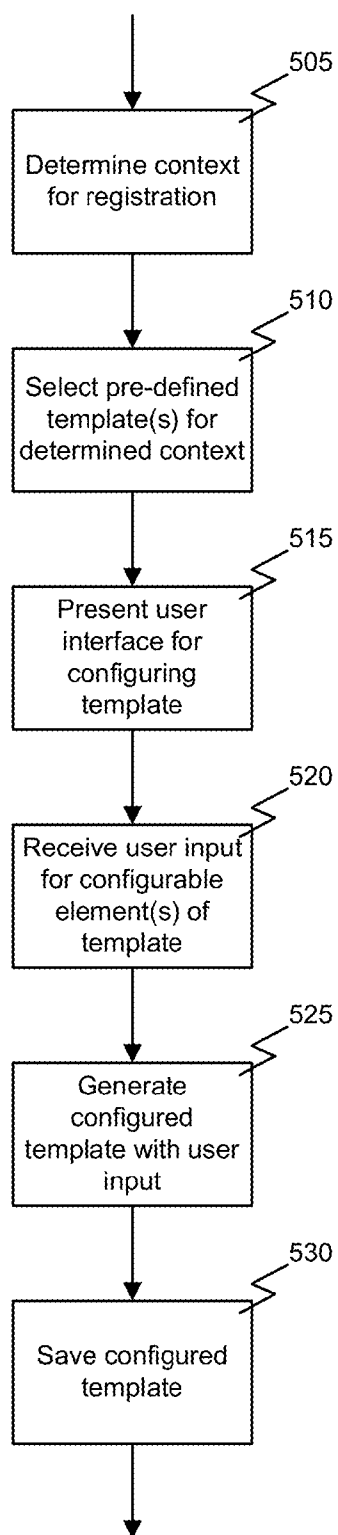 505
Determine context
for registration
510
Select pre-defined
template(s) for
determined context
515
Present user
interface for
configuring
template
520
Receive user input
for configurable
element(s) of
template
525
Generate
configured
template with user
input
530
Save configured
template